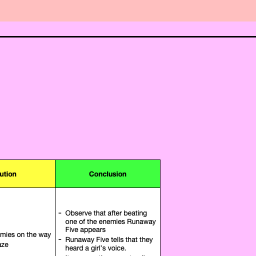 ution
Conclusion
- Observe that after beating
one of the enemies Runaway
Five appears
mies on the way
- Runaway Five tells that they
aze
heard a girl's voice.